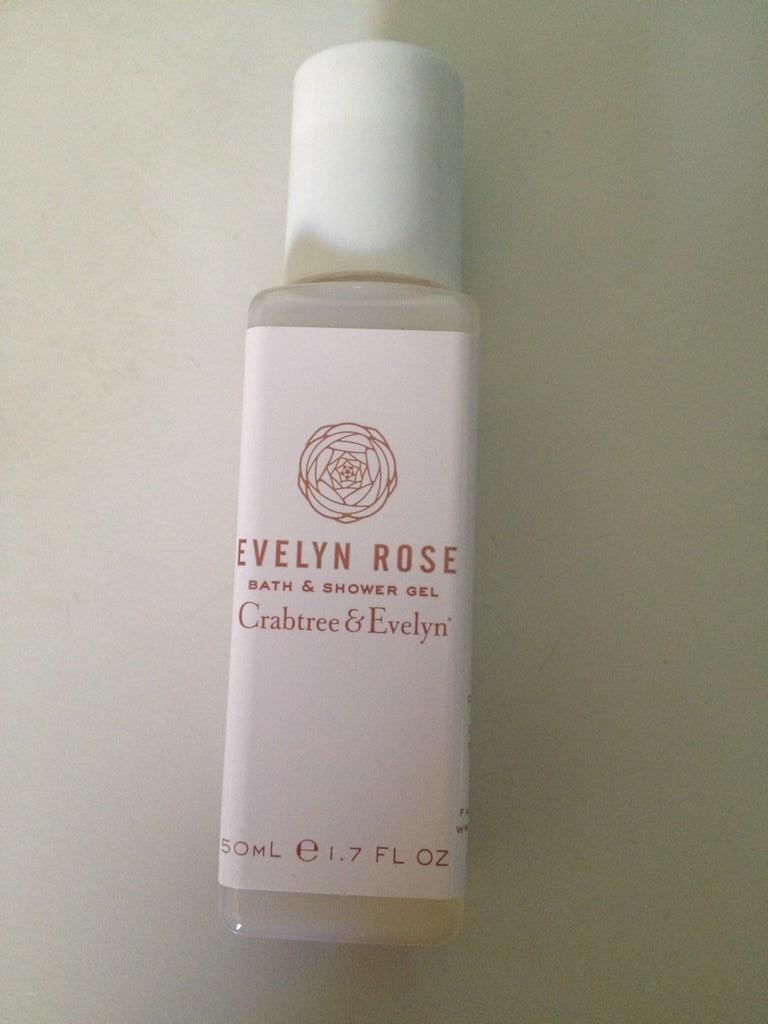 EVELYN ROSE
BATH & SHOWER GEL
Crabtree & Evelyn®
50ML e 1.7 FL OZ